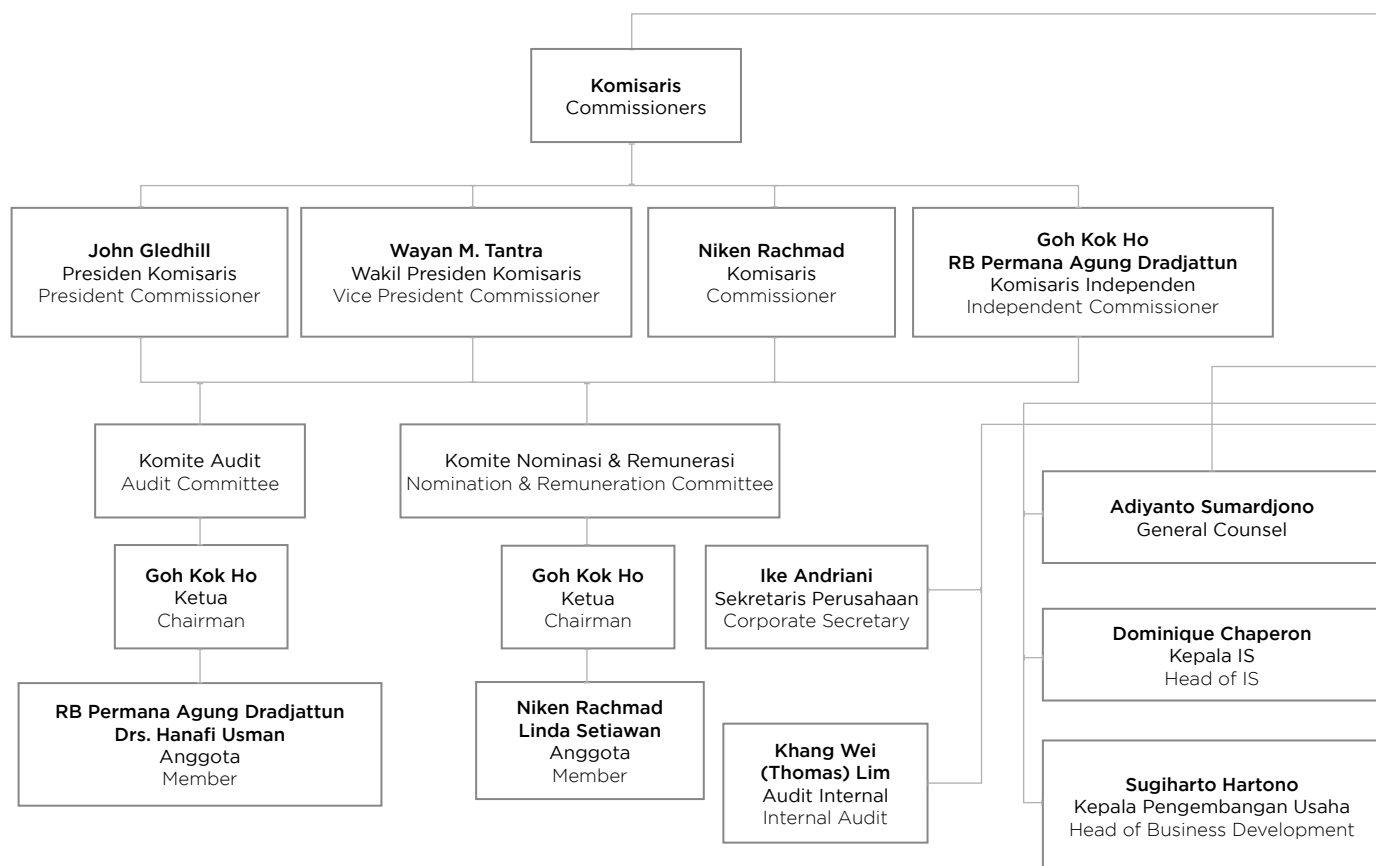 Komisaris
Commissioners
John Gledhill
Presiden Komisaris
President Commissioner
Wayan M. Tantra
Wakil Presiden Komisaris
Vice President Commissioner
Niken Rachmad
Komisaris
Commissioner
Goh Kok Ho
RB Permana Agung Dradjattun
Komisaris Independen
Independent Commissioner
Komite Audit
Audit Committee
Komite Nominasi & Remunerasi
Nomination & Remuneration Committee
Goh Kok Ho
Ketua
Chairman
Goh Kok Ho
Ketua
Chairman
RB Permana Agung Dradjattun
Drs. Hanafi Usman
Anggota
Member
Niken Rachmad
Linda Setiawan
Anggota
Member
Ike Andriani
Sekretaris Perusahaan
Corporate Secretary
Khang Wei
(Thomas) Lim
Audit Internal
Internal Audit
Adiyanto Sumardjono
General Counsel
Dominique Chaperon
Kepala IS
Head of IS
Sugiharto Hartono
Kepala Pengembangan Usaha
Head of Business Development